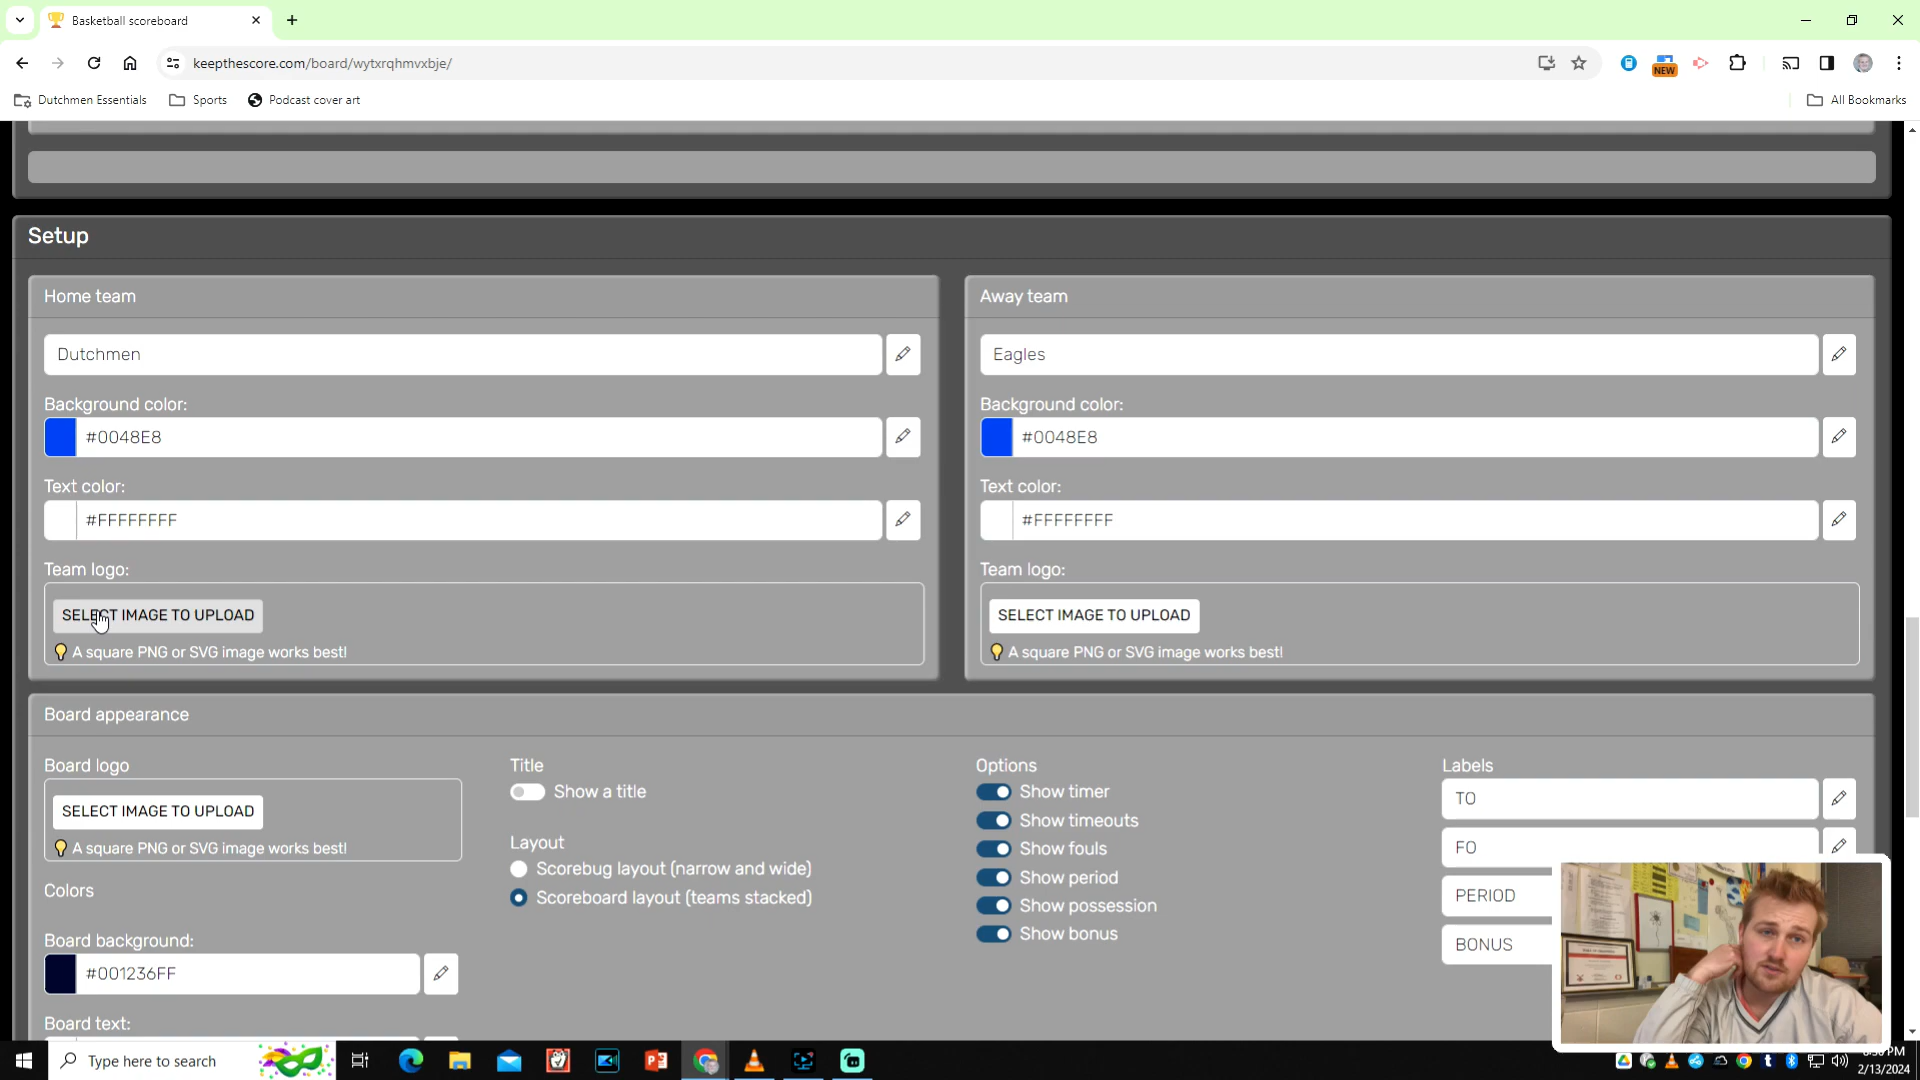 Basketball scoreboard
keepthescore.com/board/wytxrqhmvxbje/
NEW
Dutchmen Essentials
Sports
Podcast cover art
All Bookmarks
Setup
Home team
Away team
Dutchmen
Eagles
Background color:
Background color:
#0048E8
#0048E8
Text color:
Text color:
#FFFFFFFF
#FFFFFFFF
Team logo:
Team logo:
SELECT IMAGE TO UPLOAD
SELECT IMAGE TO UPLOAD
A square PNG or SVG image works best!
A square PNG or SVG image works best!
Board appearance
Board logo
SELECT IMAGE TO UPLOAD
A square PNG or SVG image works best!
Colors
Board background:
#001236FF
Board text:
Title
Show a title
Layout
Scorebug layout (narrow and wide)
Scoreboard layout (teams stacked)
Options
Show timer
Show timeouts
Show fouls
Show period
Show possession
Show bonus
Labels
TO
FO
PERIOD
BONUS
Type here to search
PM
2/13/2024